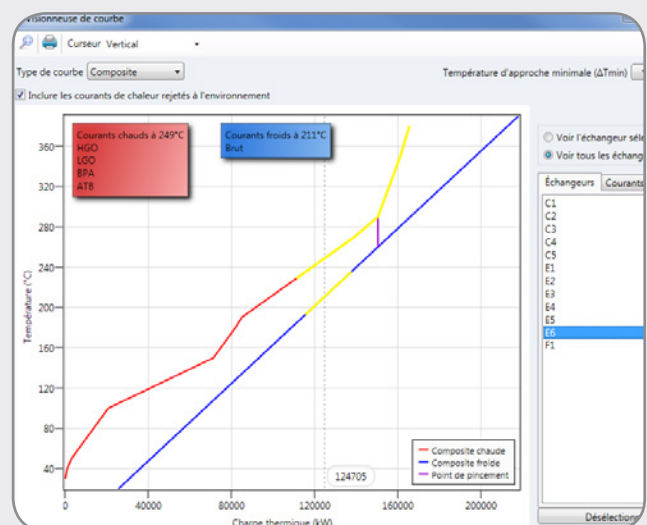 Visionneuse de courbe
Curseur Vertical
Type de courbe Composite
Température d'approche minimale (ΔTmin)
Inclure les courants de chaleur rejetés à l'environnement
Courants chauds à 249°C
HGO
LGO
BPA
ATB
Courants froids à 211°C
Brut
360
320
280
240
200
160
120
80
40
Température (°C)
0
40000
80000
120000
160000
200000
124705
Charge thermique (kW)
Composite chaude
Composite froide
Point de pincement
Voir l'échangeur séle
Voir tous les échang
Échangeurs
Courants
C1
C2
C3
C4
C5
E1
E2
E3
E4
E5
E6
F1
Désélection